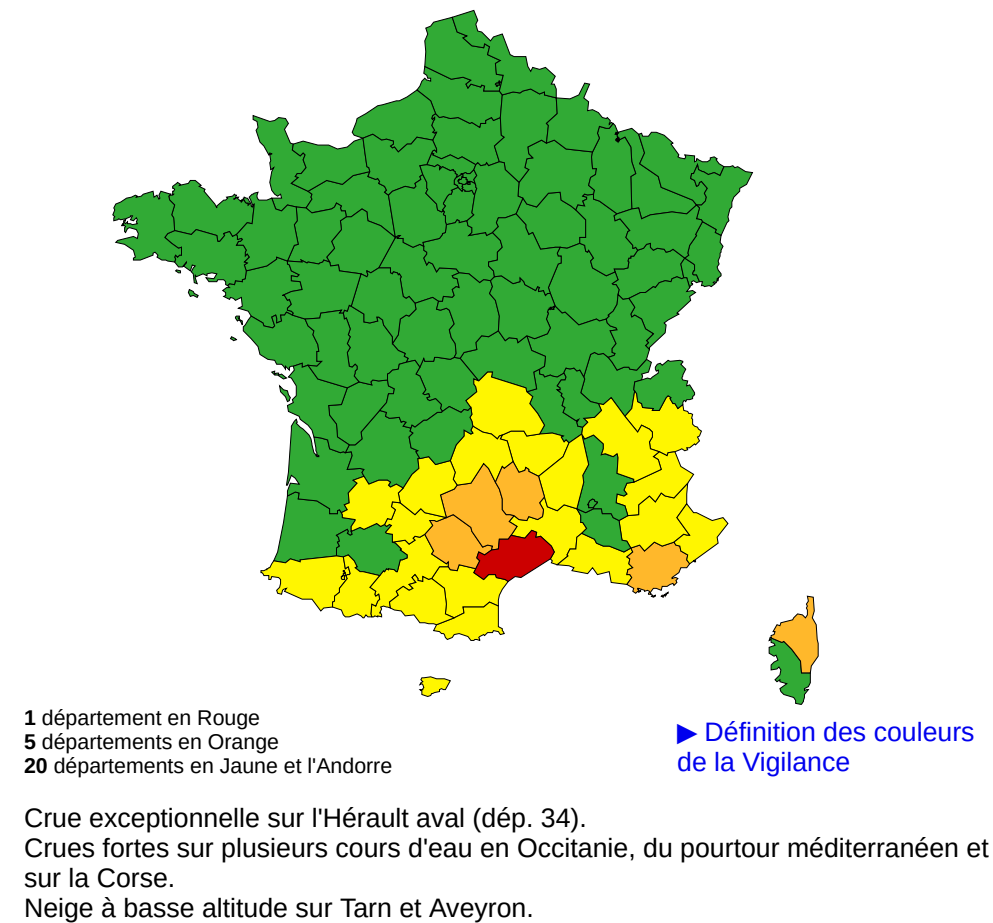 1 département en Rouge
5 départements en Orange
20 départements en Jaune et l'Andorre
▶ Définition des couleurs
de la Vigilance
Crue exceptionnelle sur l'Hérault aval (dép. 34).
Crues fortes sur plusieurs cours d'eau en Occitanie, du pourtour méditerranéen et
sur la Corse.
Neige à basse altitude sur Tarn et Aveyron.